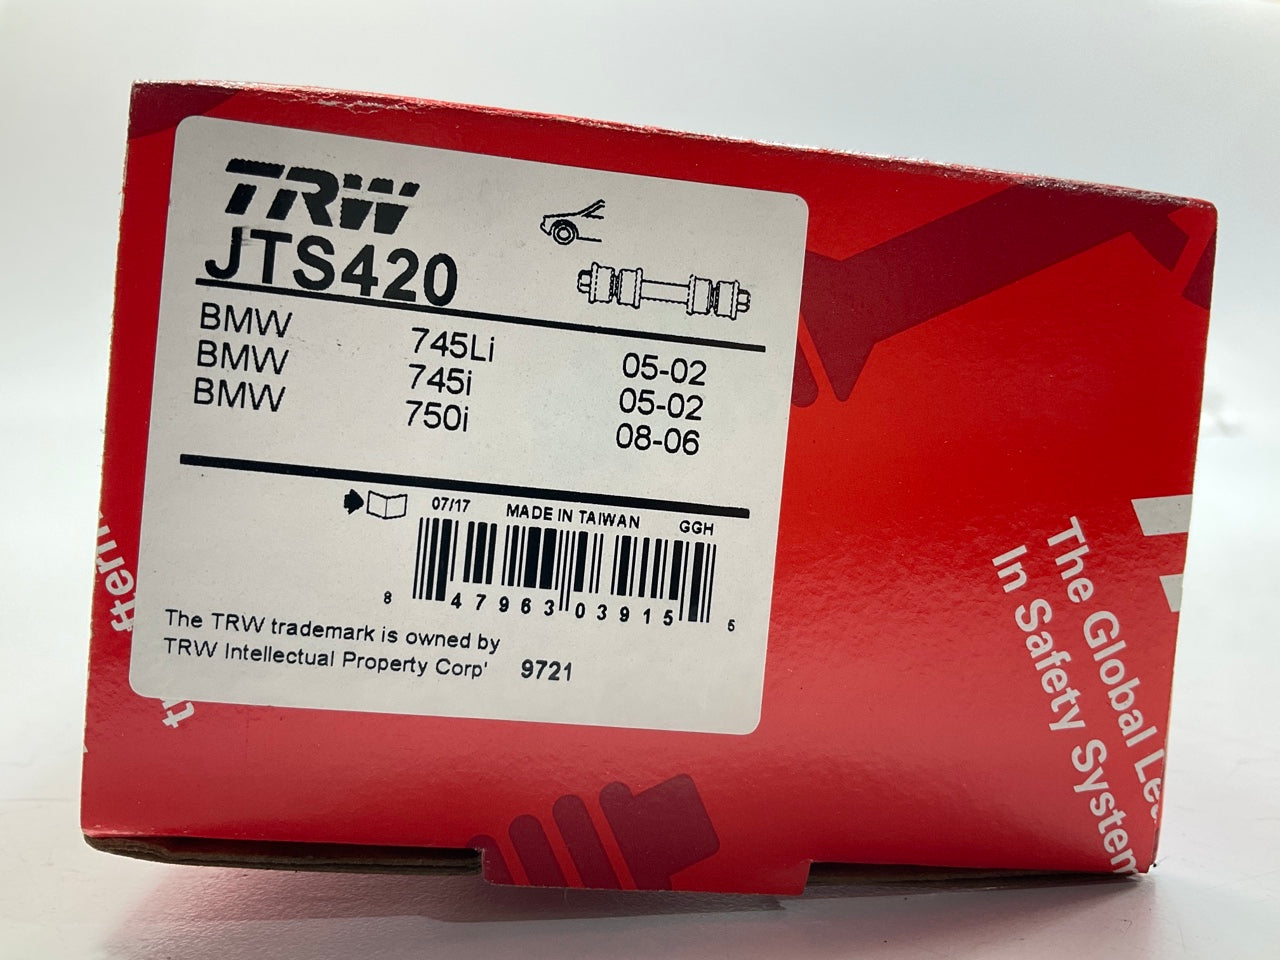 TRW
JTS420
BMW 745Li 05-02
BMW 745i 05-02
BMW 750i 08-06
07/17 MADE IN TAIWAN GGH
8 47963 03915 5
The TRW trademark is owned by
TRW Intellectual Property Corp' 9721
The Global
In Safety System